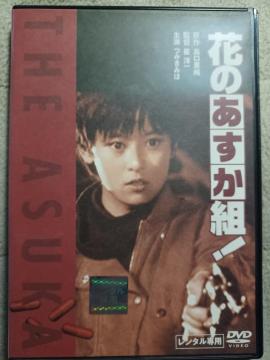 花のあすか組！
原作 高口里純
監督 崔洋一
主演 つみきみほ
THE ASUKA
レンタル専用
DVD
VIDEO